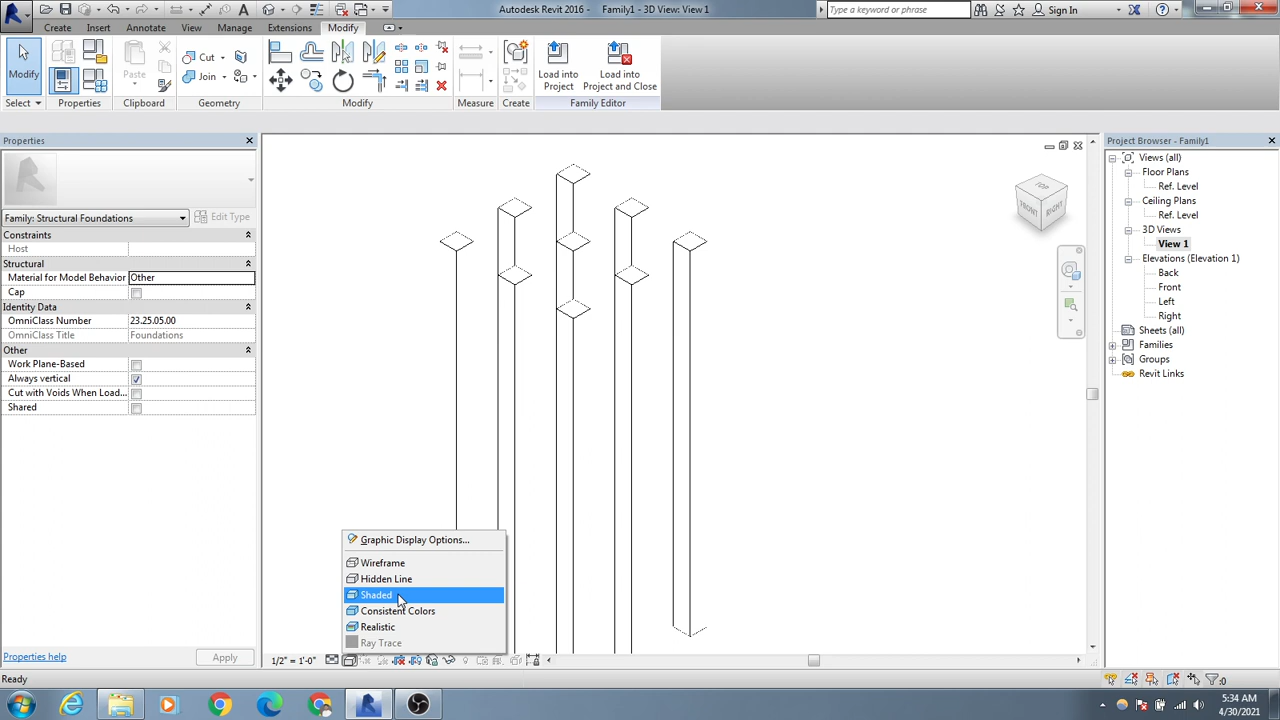 Autodesk Revit 2016 - Family1 - 3D View: View 1
Type a keyword or phrase
Sign In
Create
Insert
Annotate
View
Manage
Extensions
Modify
Modify
Paste
Cut
Join
Load into
Project
Load into
Project and Close
Select
Properties
Clipboard
Geometry
Modify
Measure
Create
Family Editor
Properties
Family: Structural Foundations
Edit Type
Constraints
Host
Structural
Material for Model Behavior
Other
Cap
Identity Data
OmniClass Number
23.25.05.00
OmniClass Title
Foundations
Other
Work Plane-Based
Always vertical
Cut with Voids When Load...
Shared
Properties help
Apply
TOP
FRONT
RIGHT
Graphic Display Options...
Wireframe
Hidden Line
Shaded
Consistent Colors
Realistic
Ray Trace
1/2" = 1'-0"
Project Browser - Family1
Views (all)
Floor Plans
Ref. Level
Ceiling Plans
Ref. Level
3D Views
View 1
Elevations (Elevation 1)
Back
Front
Left
Right
Sheets (all)
Families
Groups
Revit Links
Ready
:0
5:34 AM
4/30/2021